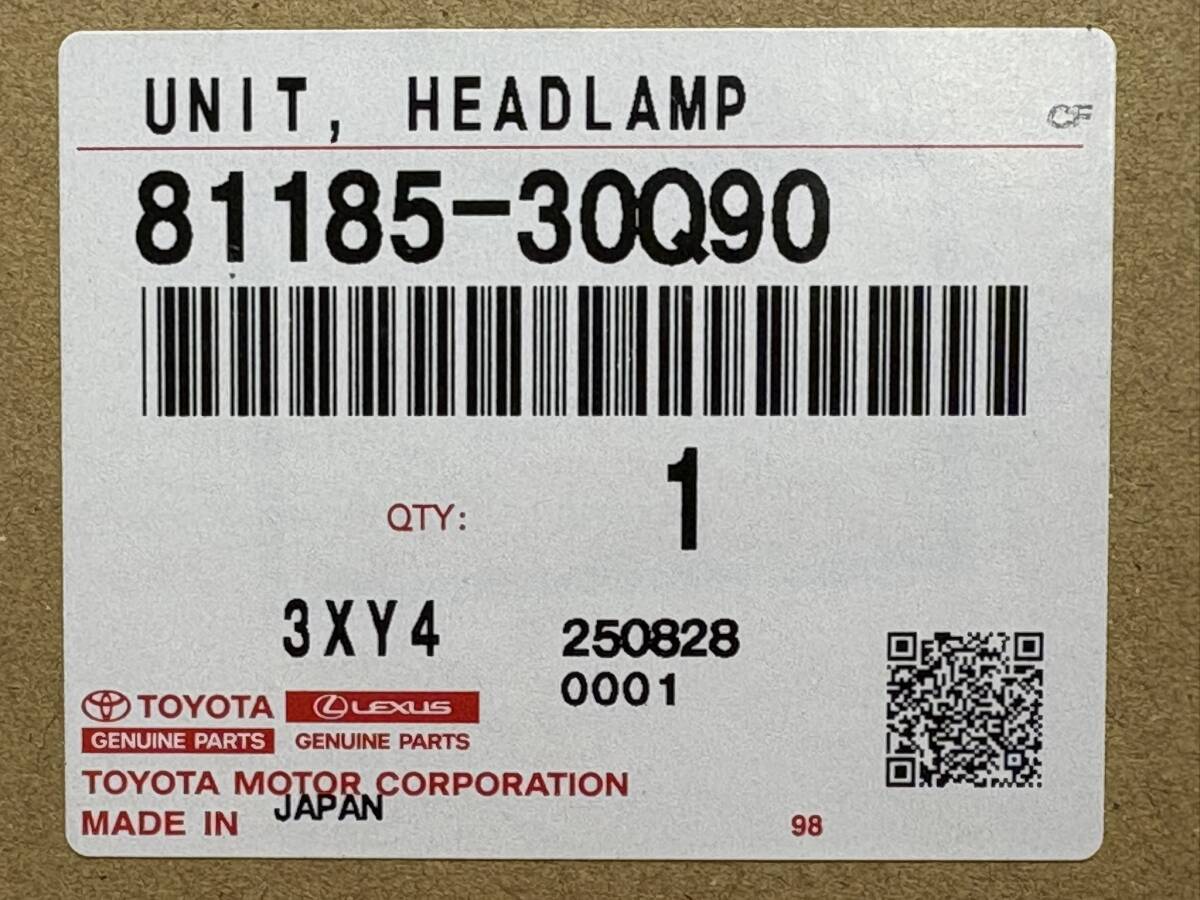 UNIT, HEADLAMP
CF
81185-30Q90
QTY: 1
3XY4 250828
0001
TOYOTA LEXUS
GENUINE PARTS GENUINE PARTS
TOYOTA MOTOR CORPORATION
MADE IN JAPAN
98